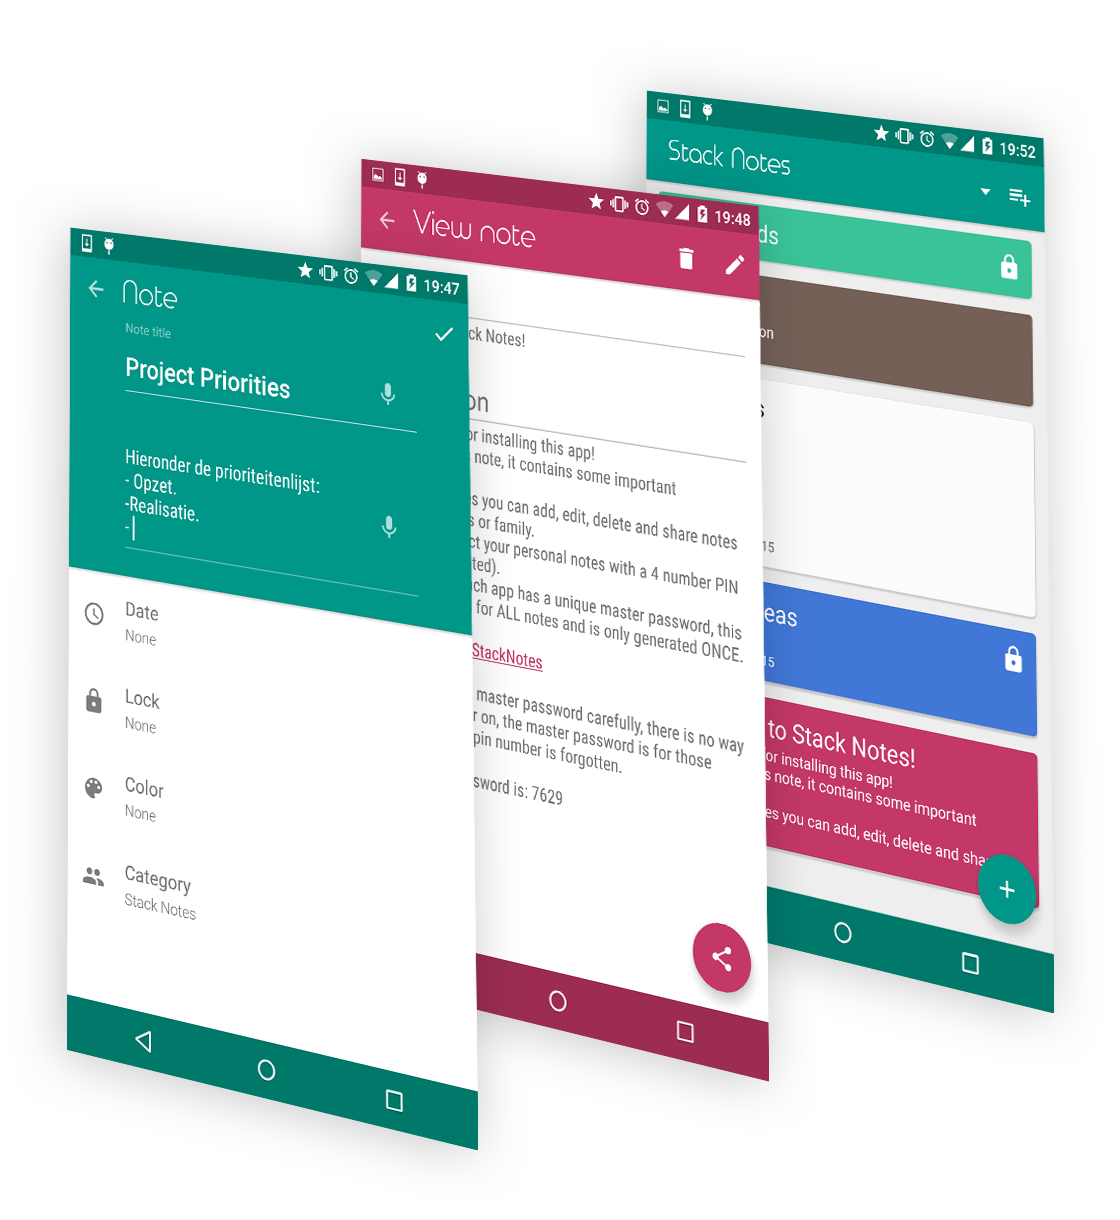 19:47
Note
Note title
Project Priorities
Hieronder de prioriteitenlijst:
- Opzet.
-Realisatie.
-
Date
None
Lock
None
Color
None
Category
Stack Notes
19:48
View note
ck Notes!
on
or installing this app!
note, it contains some important
es you can add, edit, delete and share notes
s or family.
ct your personal notes with a 4 number PIN
ted).
ach app has a unique master password, this
for ALL notes and is only generated ONCE.
StackNotes
master password carefully, there is no way
r on, the master password is for those
pin number is forgotten.
sword is: 7629
19:52
Stack Notes
ds
on
s
15
eas
15
to Stack Notes!
for installing this app!
s note, it contains some important
es you can add, edit, delete and sha